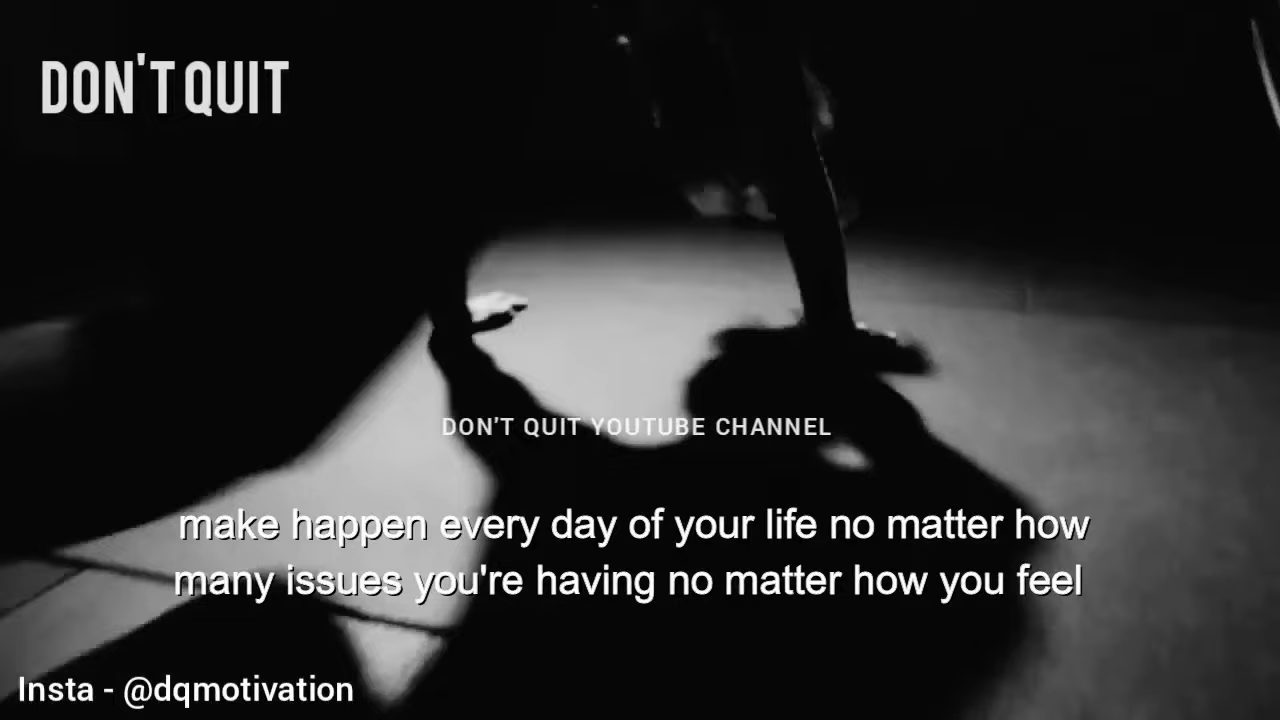 DON'T QUIT
DON'T QUIT YOUTUBE CHANNEL
make happen every day of your life no matter how
many issues you're having no matter how you feel
Insta - @dqmotivation